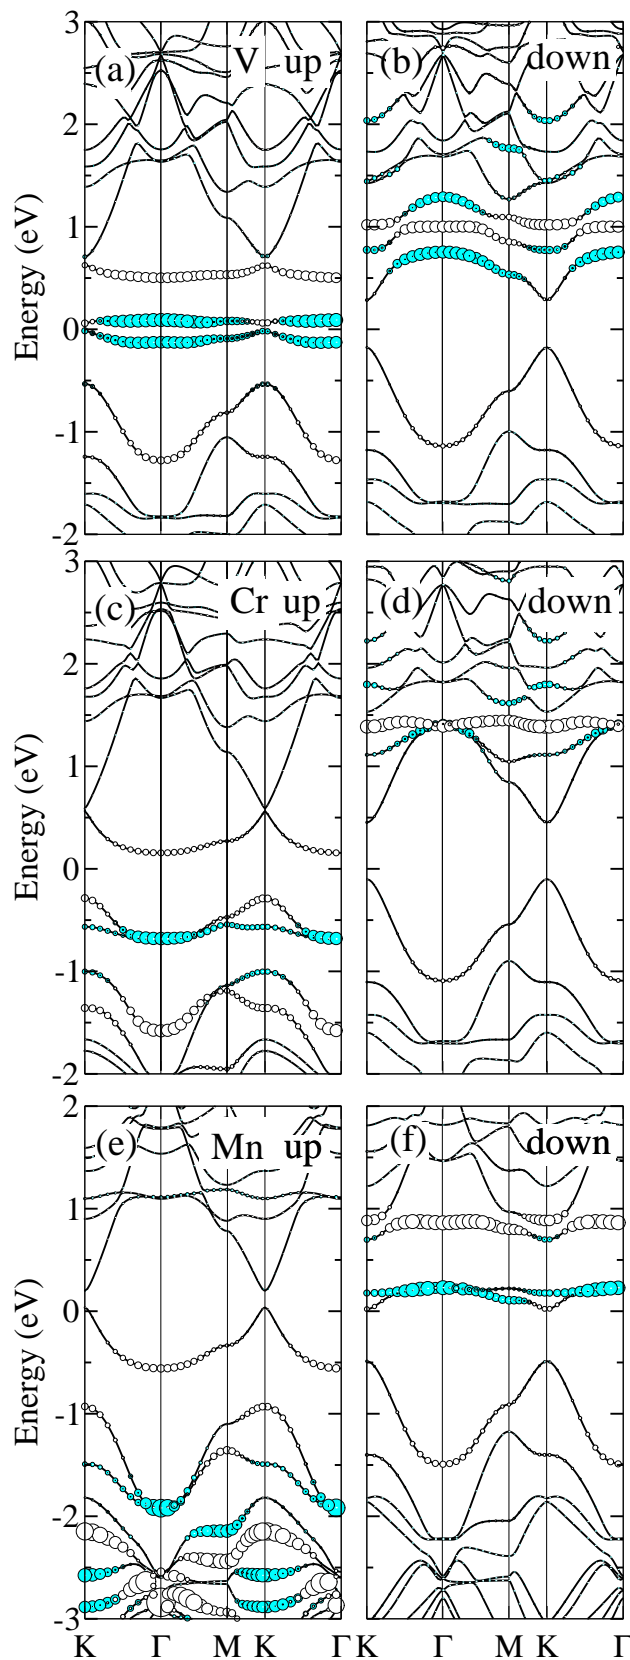 3
(a) V up
(b) down
2
1
0
-1
-2
Energy (eV)
3
(c) Cr up
(d) down
2
1
0
-1
-2
Energy (eV)
2
(e) Mn up
(f) down
1
0
-1
-2
-3
Energy (eV)
K Γ M K Γ K Γ M K Γ